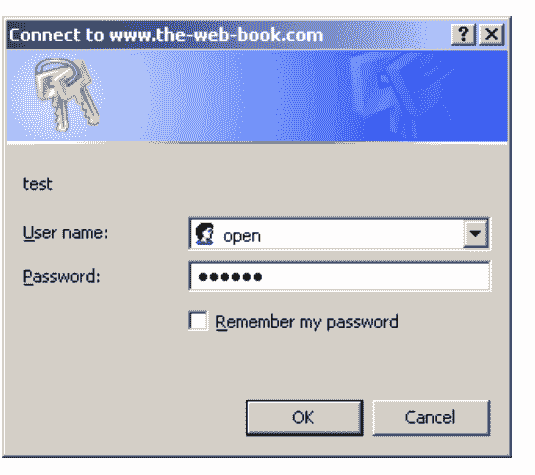 Connect to www.the-web-book.com
test
User name: open
Password: ••••••
Remember my password
OK Cancel